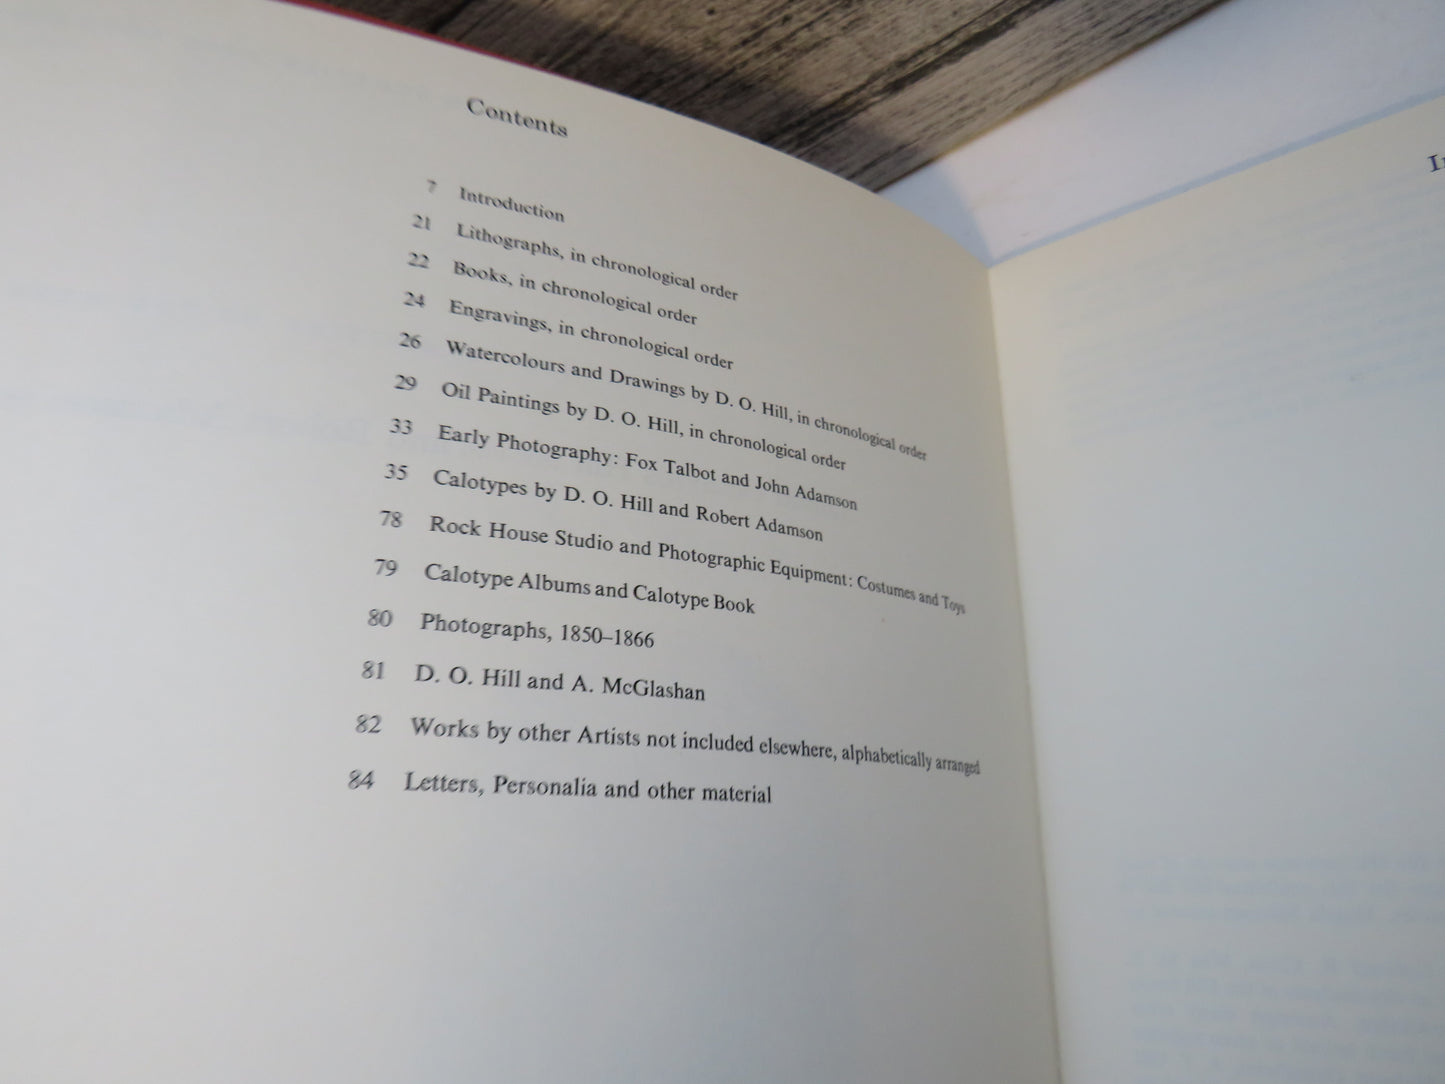 Contents
7 Introduction
21 Lithographs, in chronological order
22 Books, in chronological order
24 Engravings, in chronological order
26 Watercolours and Drawings by D. O. Hill, in chronological order
29 Oil Paintings by D. O. Hill, in chronological order
33 Early Photography: Fox Talbot and John Adamson
35 Calotypes by D. O. Hill and Robert Adamson
78 Rock House Studio and Photographic Equipment: Costumes and Toys
79 Calotype Albums and Calotype Book
80 Photographs, 1850–1866
81 D. O. Hill and A. McGlashan
82 Works by other Artists not included elsewhere, alphabetically arranged
84 Letters, Personalia and other material